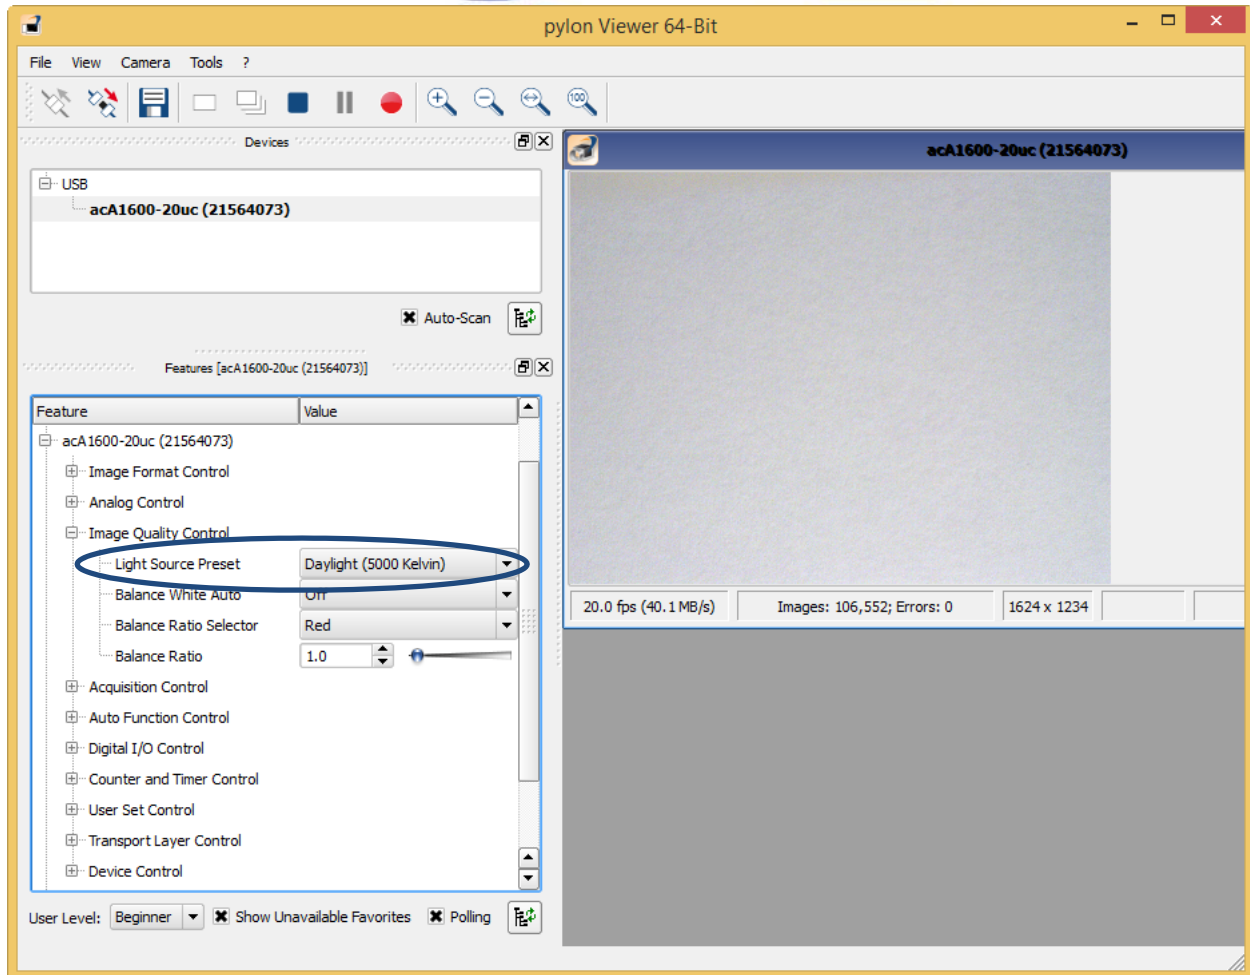 pylon Viewer 64-Bit
File View Camera Tools ?
100
Devices
USB
acA1600-20uc (21564073)
Auto-Scan
Features [acA1600-20uc (21564073)]
Feature Value
acA1600-20uc (21564073)
Image Format Control
Analog Control
Image Quality Control
Light Source Preset Daylight (5000 Kelvin)
Balance White Auto Off
Balance Ratio Selector Red
Balance Ratio 1.0
Acquisition Control
Auto Function Control
Digital I/O Control
Counter and Timer Control
User Set Control
Transport Layer Control
Device Control
User Level: Beginner Show Unavailable Favorites Polling
acA1600-20uc (21564073)
20.0 fps (40.1 MB/s) Images: 106,552; Errors: 0 1624 x 1234